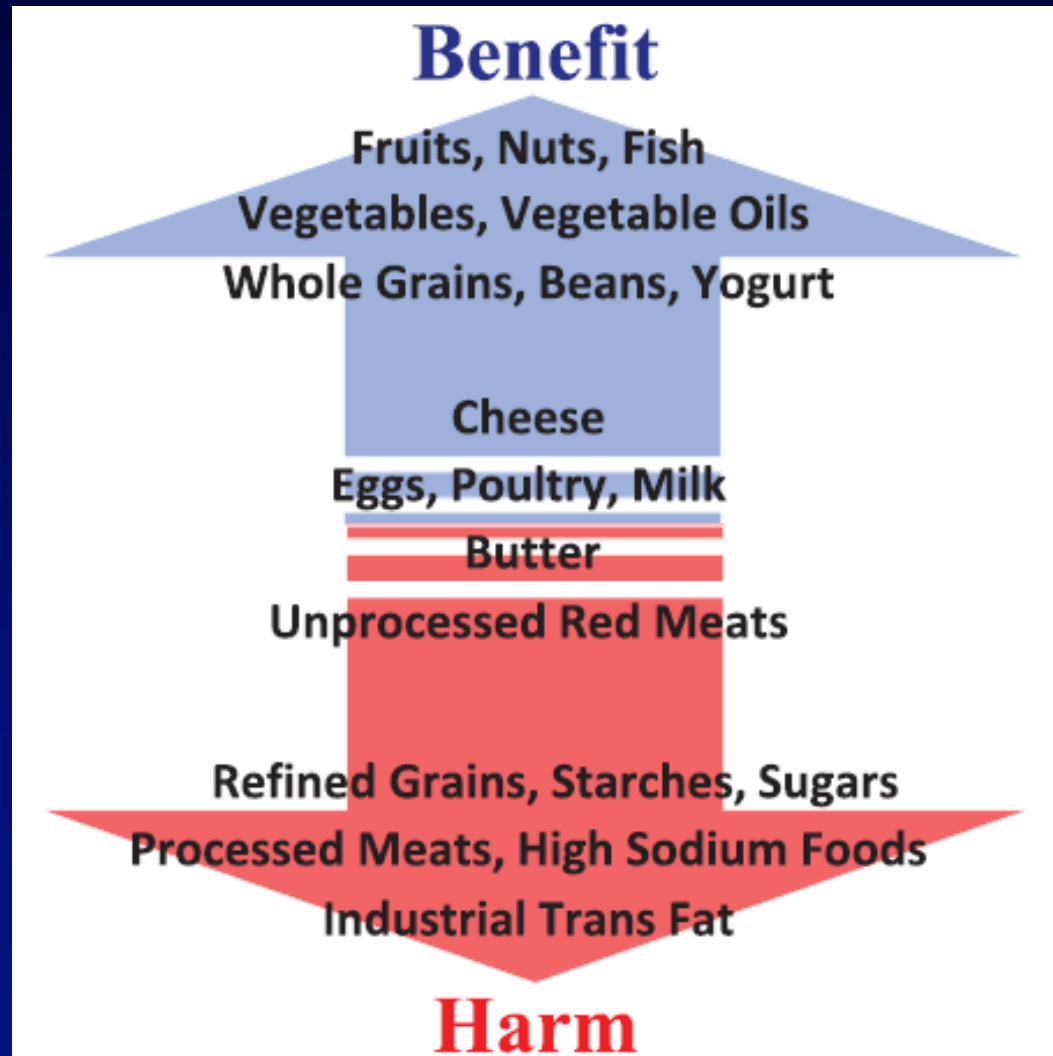 Benefit
Fruits, Nuts, Fish
Vegetables, Vegetable Oils
Whole Grains, Beans, Yogurt
Cheese
Eggs, Poultry, Milk
Butter
Unprocessed Red Meats
Refined Grains, Starches, Sugars
Processed Meats, High Sodium Foods
Industrial Trans Fat
Harm